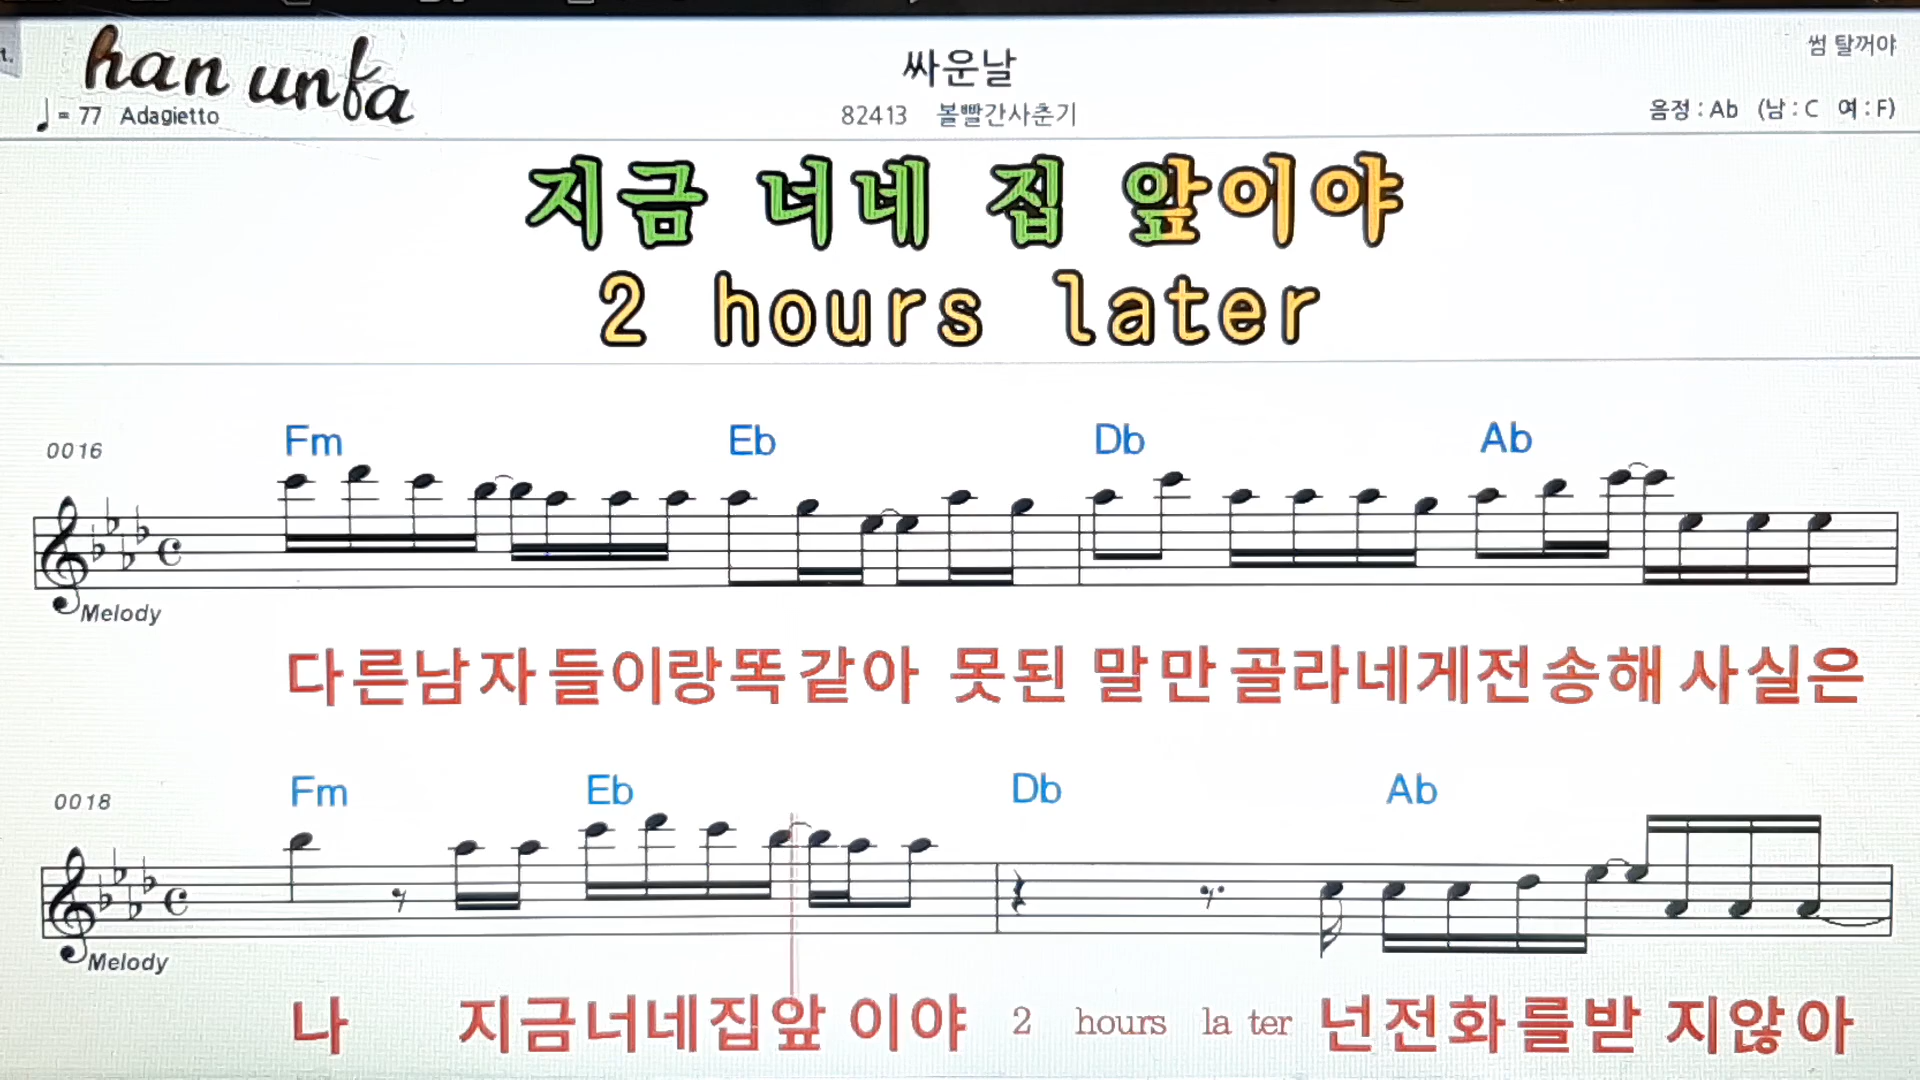 han unfa
싸운날
썸 탈꺼야
♩= 77 Adagietto
82413 볼빨간사춘기
음정 : Ab (남 : C 여 : F)
지금 너네 집 앞이야
2 hours later
Fm Eb Db Ab
0016
Melody
다른남자들이랑똑같아 못된 말만골라네게전송해 사실은
Fm Eb Db Ab
0018
Melody
나 지금너네집앞 이야 2 hours la ter 넌전화를받 지않아